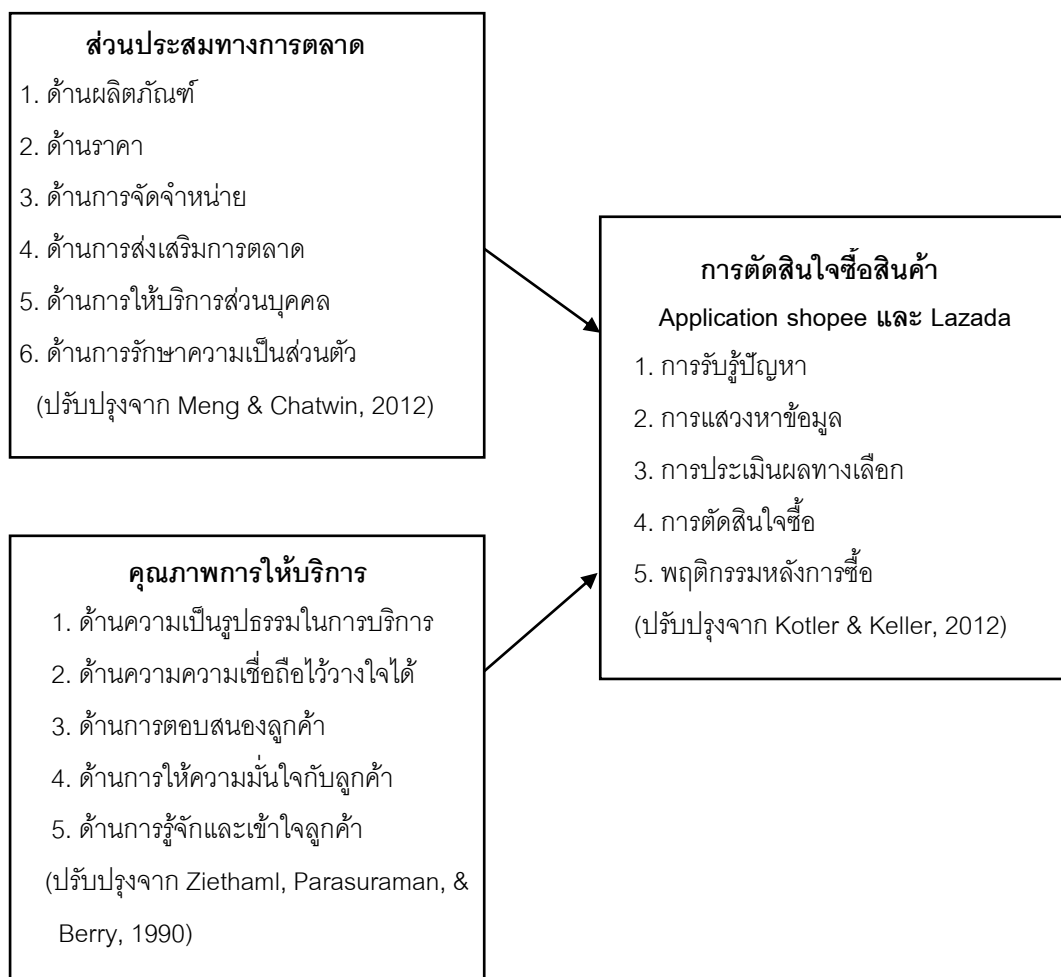 ส่วนประสมทางการตลาด
1. ด้านผลิตภัณฑ์
2. ด้านราคา
3. ด้านการจัดจำหน่าย
4. ด้านการส่งเสริมการตลาด
5. ด้านการให้บริการส่วนบุคคล
6. ด้านการรักษาความเป็นส่วนตัว
(ปรับปรุงจาก Meng & Chatwin, 2012)
คุณภาพการให้บริการ
1. ด้านความเป็นรูปธรรมในการบริการ
2. ด้านความความเชื่อถือไว้วางใจได้
3. ด้านการตอบสนองลูกค้า
4. ด้านการให้ความมั่นใจกับลูกค้า
5. ด้านการรู้จักและเข้าใจลูกค้า
(ปรับปรุงจาก Ziethaml, Parasuraman, &
Berry, 1990)
การตัดสินใจซื้อสินค้า
Application shopee และ Lazada
1. การรับรู้ปัญหา
2. การแสวงหาข้อมูล
3. การประเมินผลทางเลือก
4. การตัดสินใจซื้อ
5. พฤติกรรมหลังการซื้อ
(ปรับปรุงจาก Kotler & Keller, 2012)